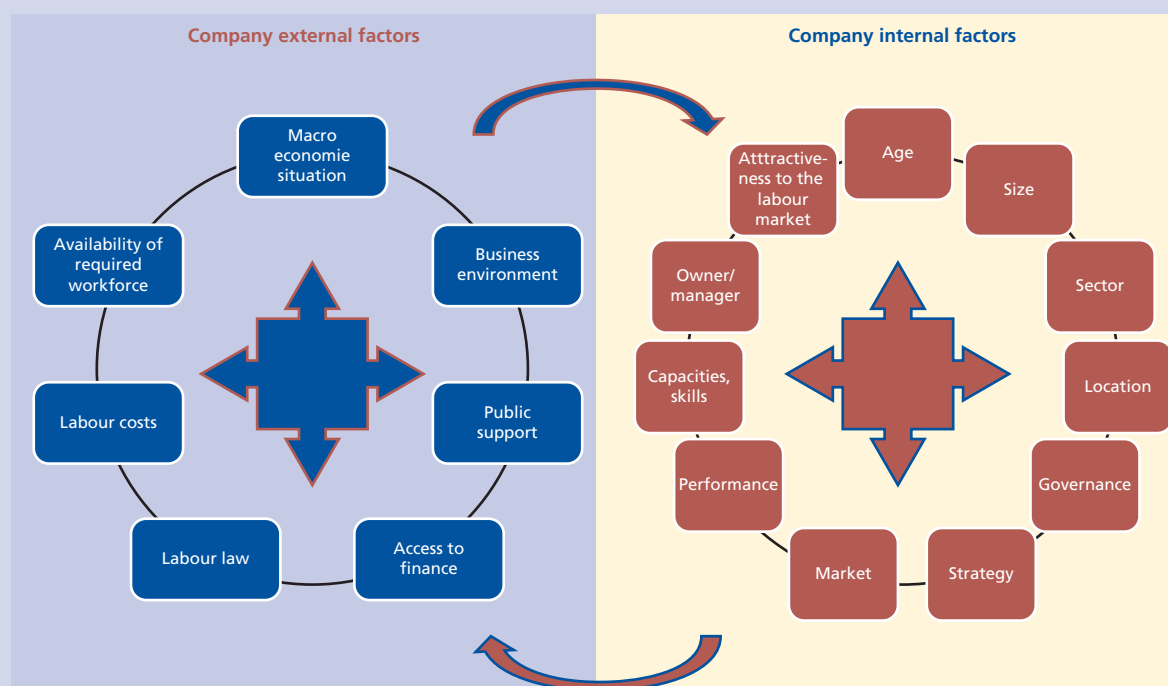 Company external factors
Macro
economie
situation
Business
environment
Public
support
Access to
finance
Labour law
Labour costs
Availability of
required
workforce
Company internal factors
Age
Size
Sector
Location
Governance
Strategy
Market
Performance
Capacities,
skills
Owner/
manager
Atttractive-
ness to the
labour
market